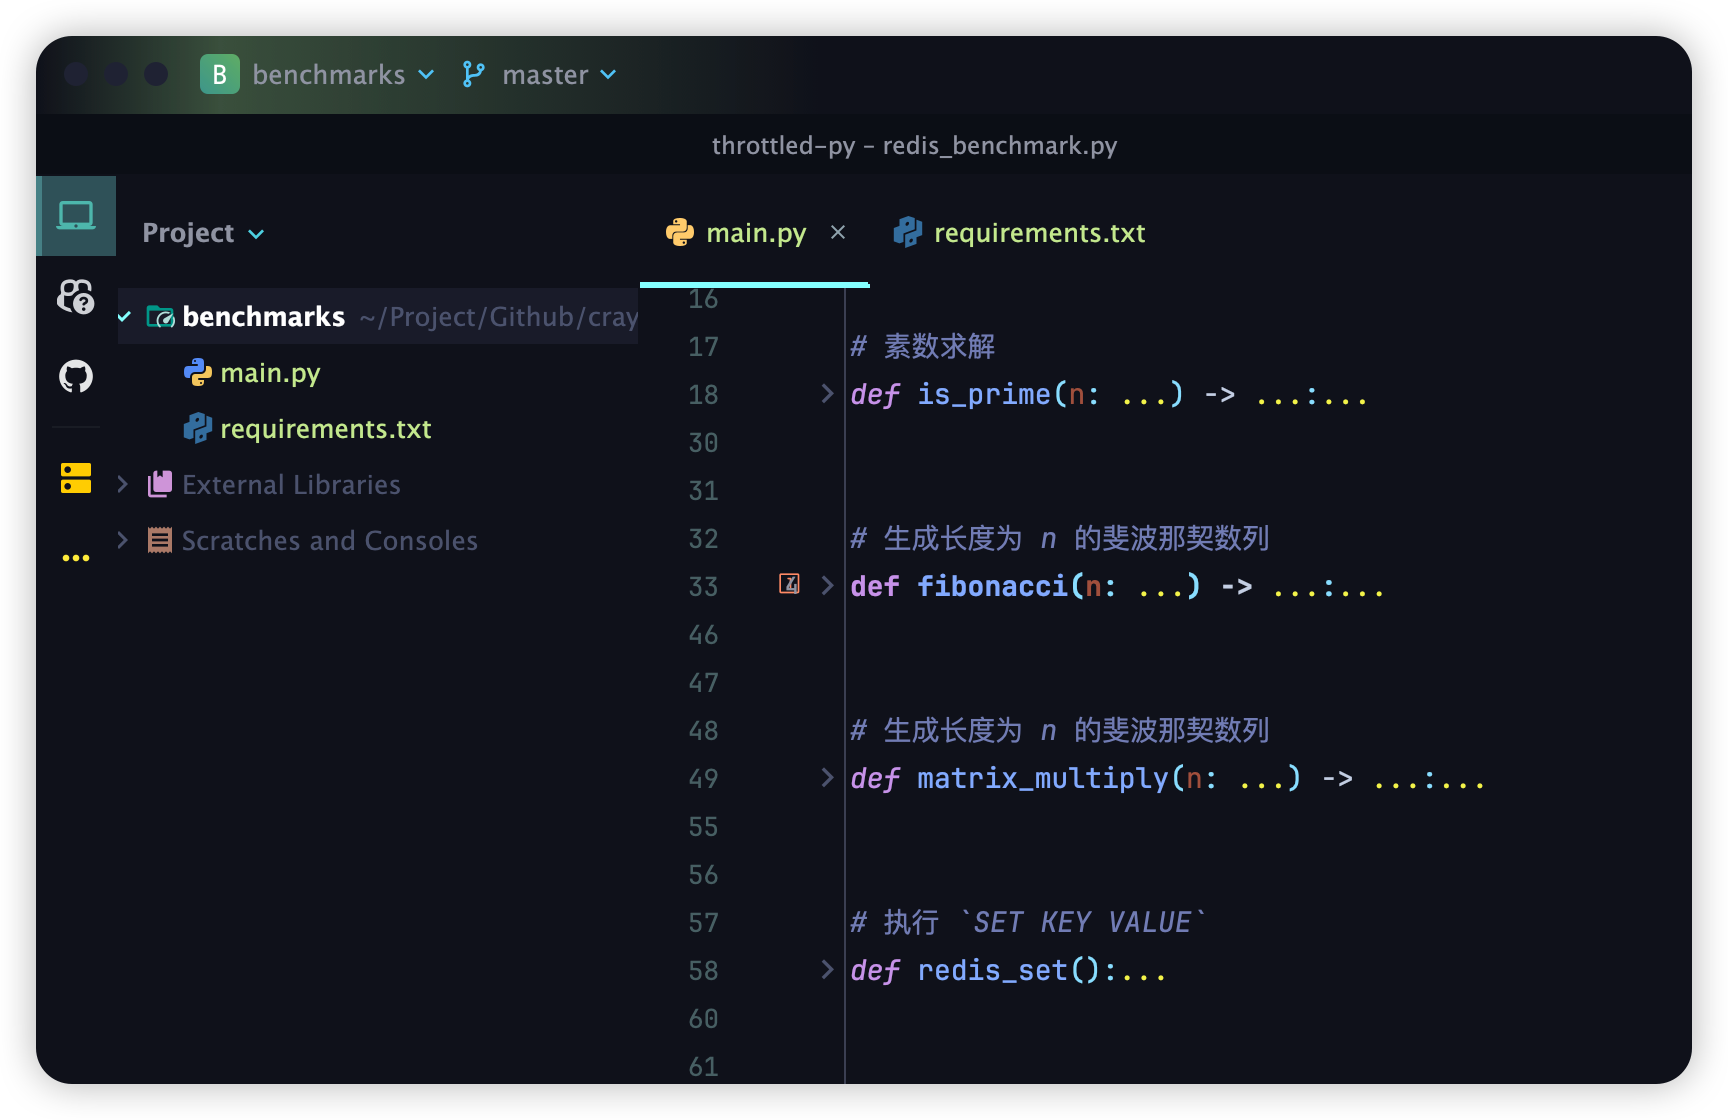 B benchmarks master
throttled-py – redis_benchmark.py
Project
benchmarks ~/Project/Github/cray
main.py
requirements.txt
External Libraries
Scratches and Consoles
main.py × requirements.txt
16
17 # 素数求解
18 def is_prime(n: ...) -> ...:...
30
31
32 # 生成长度为 n 的斐波那契数列
33 def fibonacci(n: ...) -> ...:...
46
47
48 # 生成长度为 n 的斐波那契数列
49 def matrix_multiply(n: ...) -> ...:...
55
56
57 # 执行 `SET KEY VALUE`
58 def redis_set():...
60
61